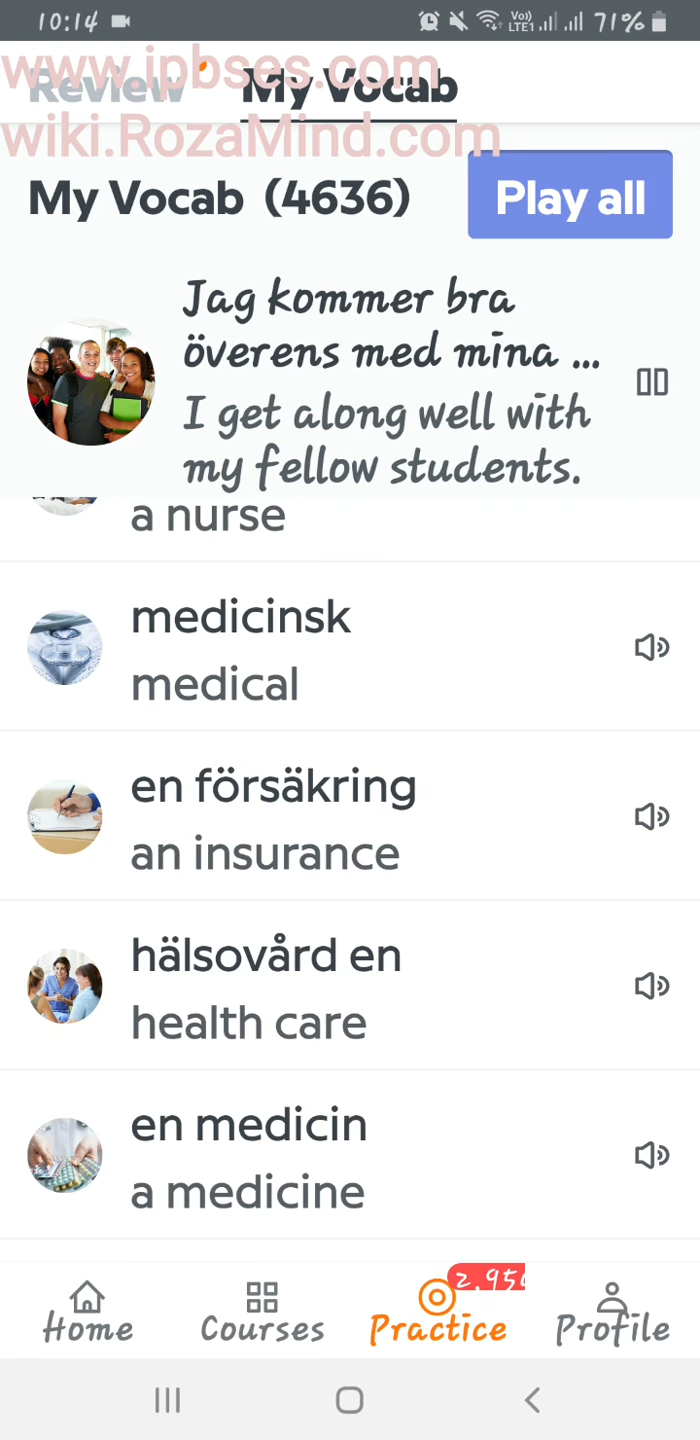 10:14
Vo))
LTE1
71%
www.ipbses.com
Review
My Vocab
wiki.RozaMind.com
My Vocab (4636)
Play all
Jag kommer bra
överens med mina ...
I get along well with
my fellow students.
a nurse
medicinsk
medical
en försäkring
an insurance
hälsovård en
health care
en medicin
a medicine
Home
Courses
Practice
Profile